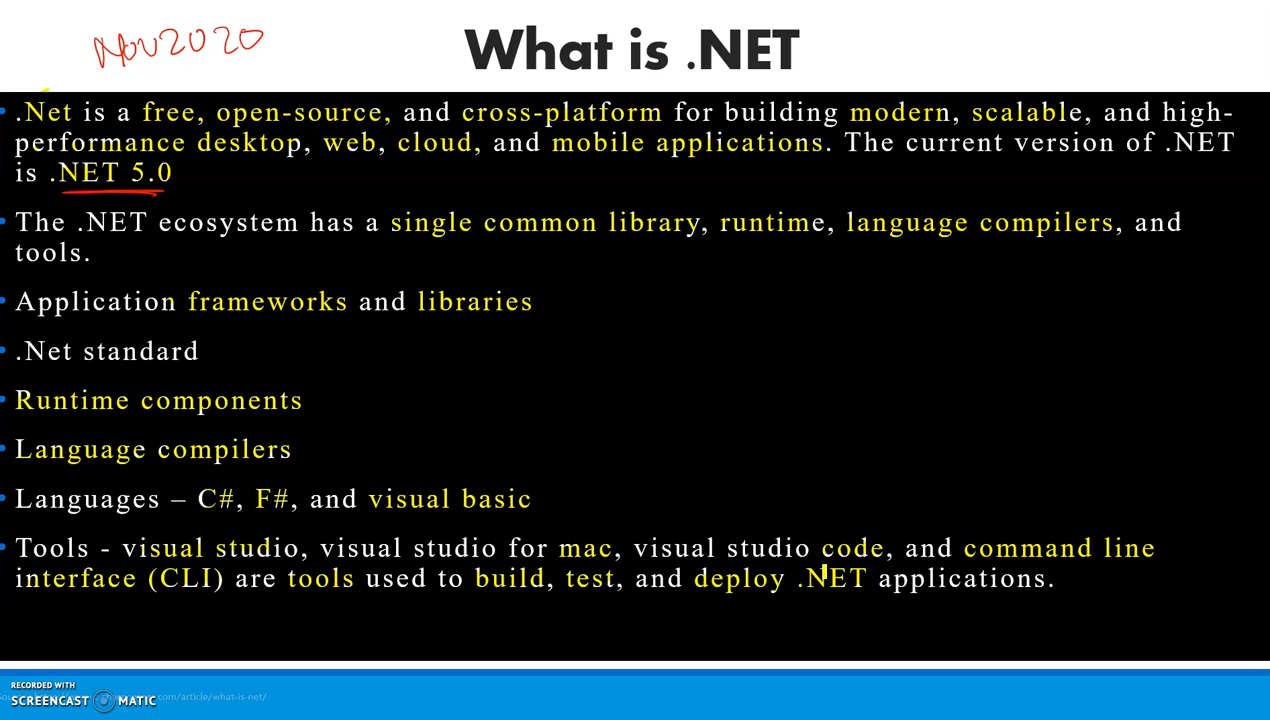 Nov 2020
What is .NET
• .Net is a free, open-source, and cross-platform for building modern, scalable, and high-
performance desktop, web, cloud, and mobile applications. The current version of .NET
is .NET 5.0
• The .NET ecosystem has a single common library, runtime, language compilers, and
tools.
• Application frameworks and libraries
• .Net standard
• Runtime components
• Language compilers
• Languages – C#, F#, and visual basic
• Tools - visual studio, visual studio for mac, visual studio code, and command line
interface (CLI) are tools used to build, test, and deploy .NET applications.
RECORDED WITH
SCREENCAST MATIC
.com/article/what-is-net/